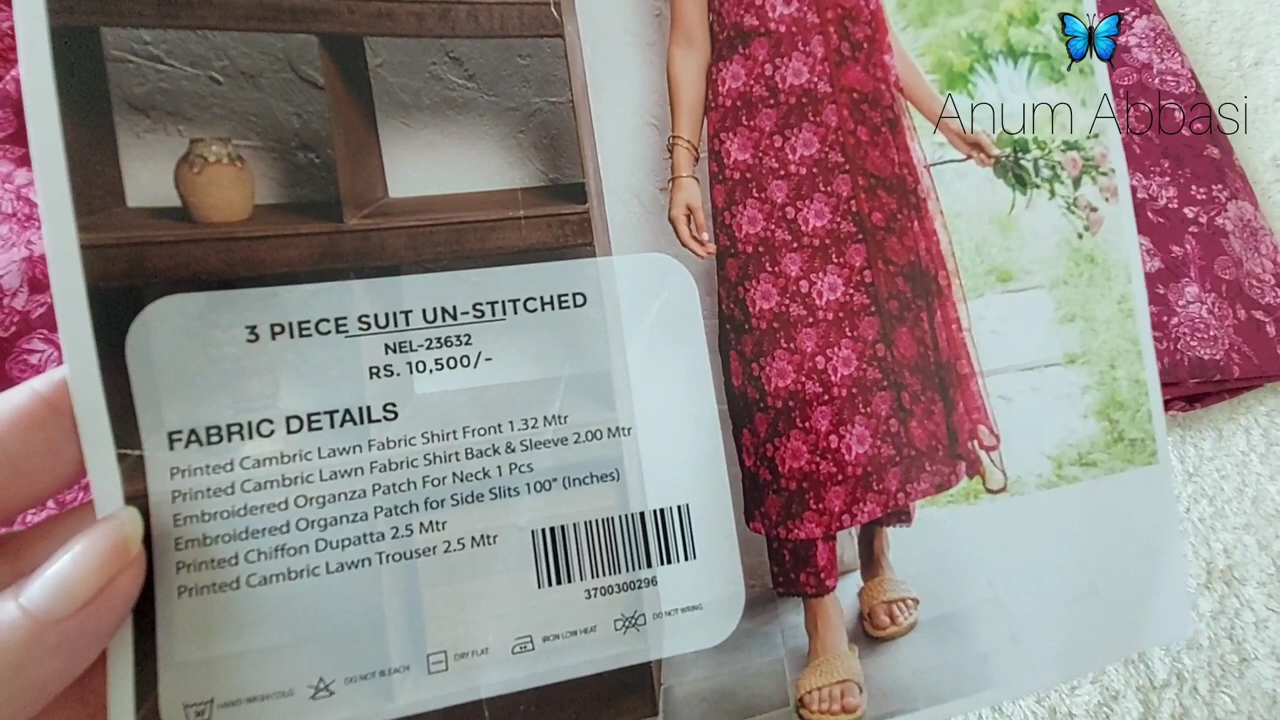 Anum Abbasi
3 PIECE SUIT UN-STITCHED
NEL-23632
RS. 10,500/-
FABRIC DETAILS
Printed Cambric Lawn Fabric Shirt Front 1.32 Mtr
Printed Cambric Lawn Fabric Shirt Back & Sleeve 2.00 Mtr
Embroidered Organza Patch For Neck 1 Pcs
Embroidered Organza Patch for Side Slits 100" (Inches)
Printed Chiffon Dupatta 2.5 Mtr
Printed Cambric Lawn Trouser 2.5 Mtr
3700300296
DO NOT BLEACH
DRY FLAT
IRON LOW HEAT
DO NOT WRING